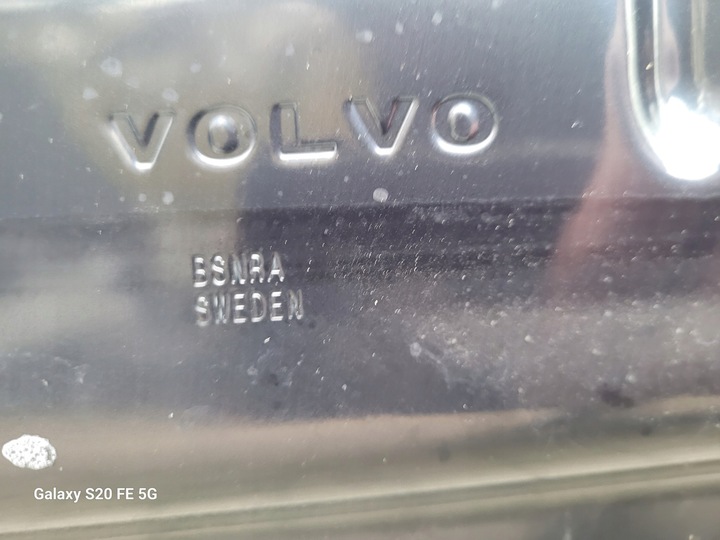 VOLVO
BSNRA
SWEDEN
Galaxy S20 FE 5G